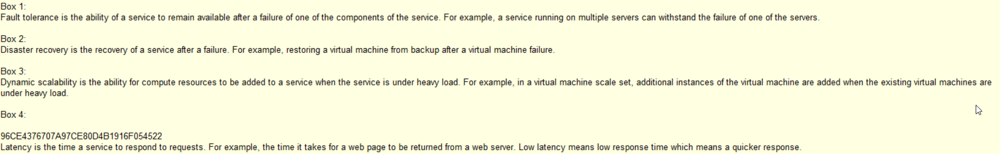 Box 1:
Fault tolerance is the ability of a service to remain available after a failure of one of the components of the service. For example, a service running on multiple servers can withstand the failure of one of the servers.
Box 2:
Disaster recovery is the recovery of a service after a failure. For example, restoring a virtual machine from backup after a virtual machine failure.
Box 3:
Dynamic scalability is the ability for compute resources to be added to a service when the service is under heavy load. For example, in a virtual machine scale set, additional instances of the virtual machine are added when the existing virtual machines are
under heavy load.
Box 4:
96CE4376707A97CE80D4B1916F054522
Latency is the time a service to respond to requests. For example, the time it takes for a web page to be returned from a web server. Low latency means low response time which means a quicker response.